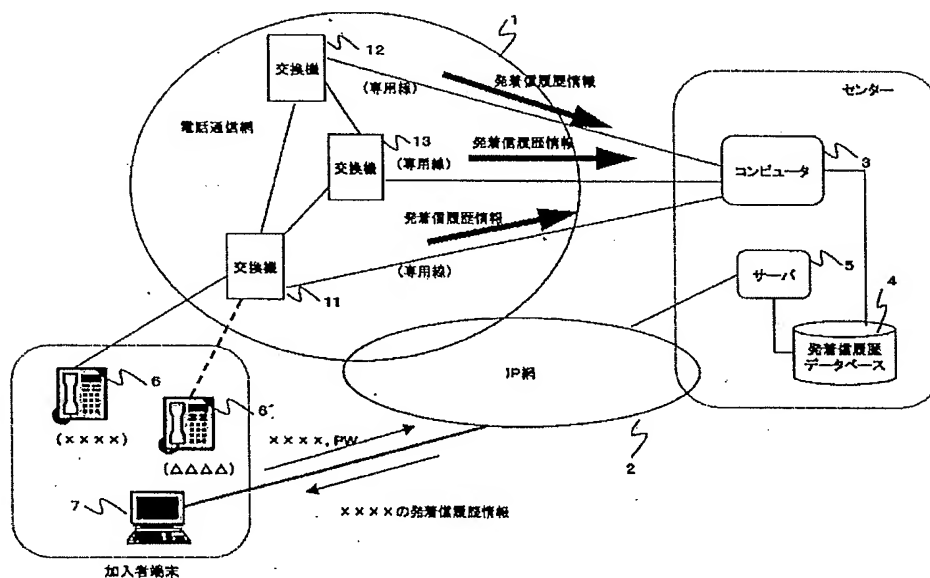 1
12
交換機
(専用線)
発着信履歴情報
センター
電話通信網
13
交換機
(専用線)
発着信履歴情報
コンピュータ
3
発着信履歴情報
交換機
(専用線)
11
サーバ
5
4
発着信履歴
データベース
IP網
2
6
(××××)
6'
(△△△△)
××××,PW
7
××××の発着信履歴情報
加入者端末